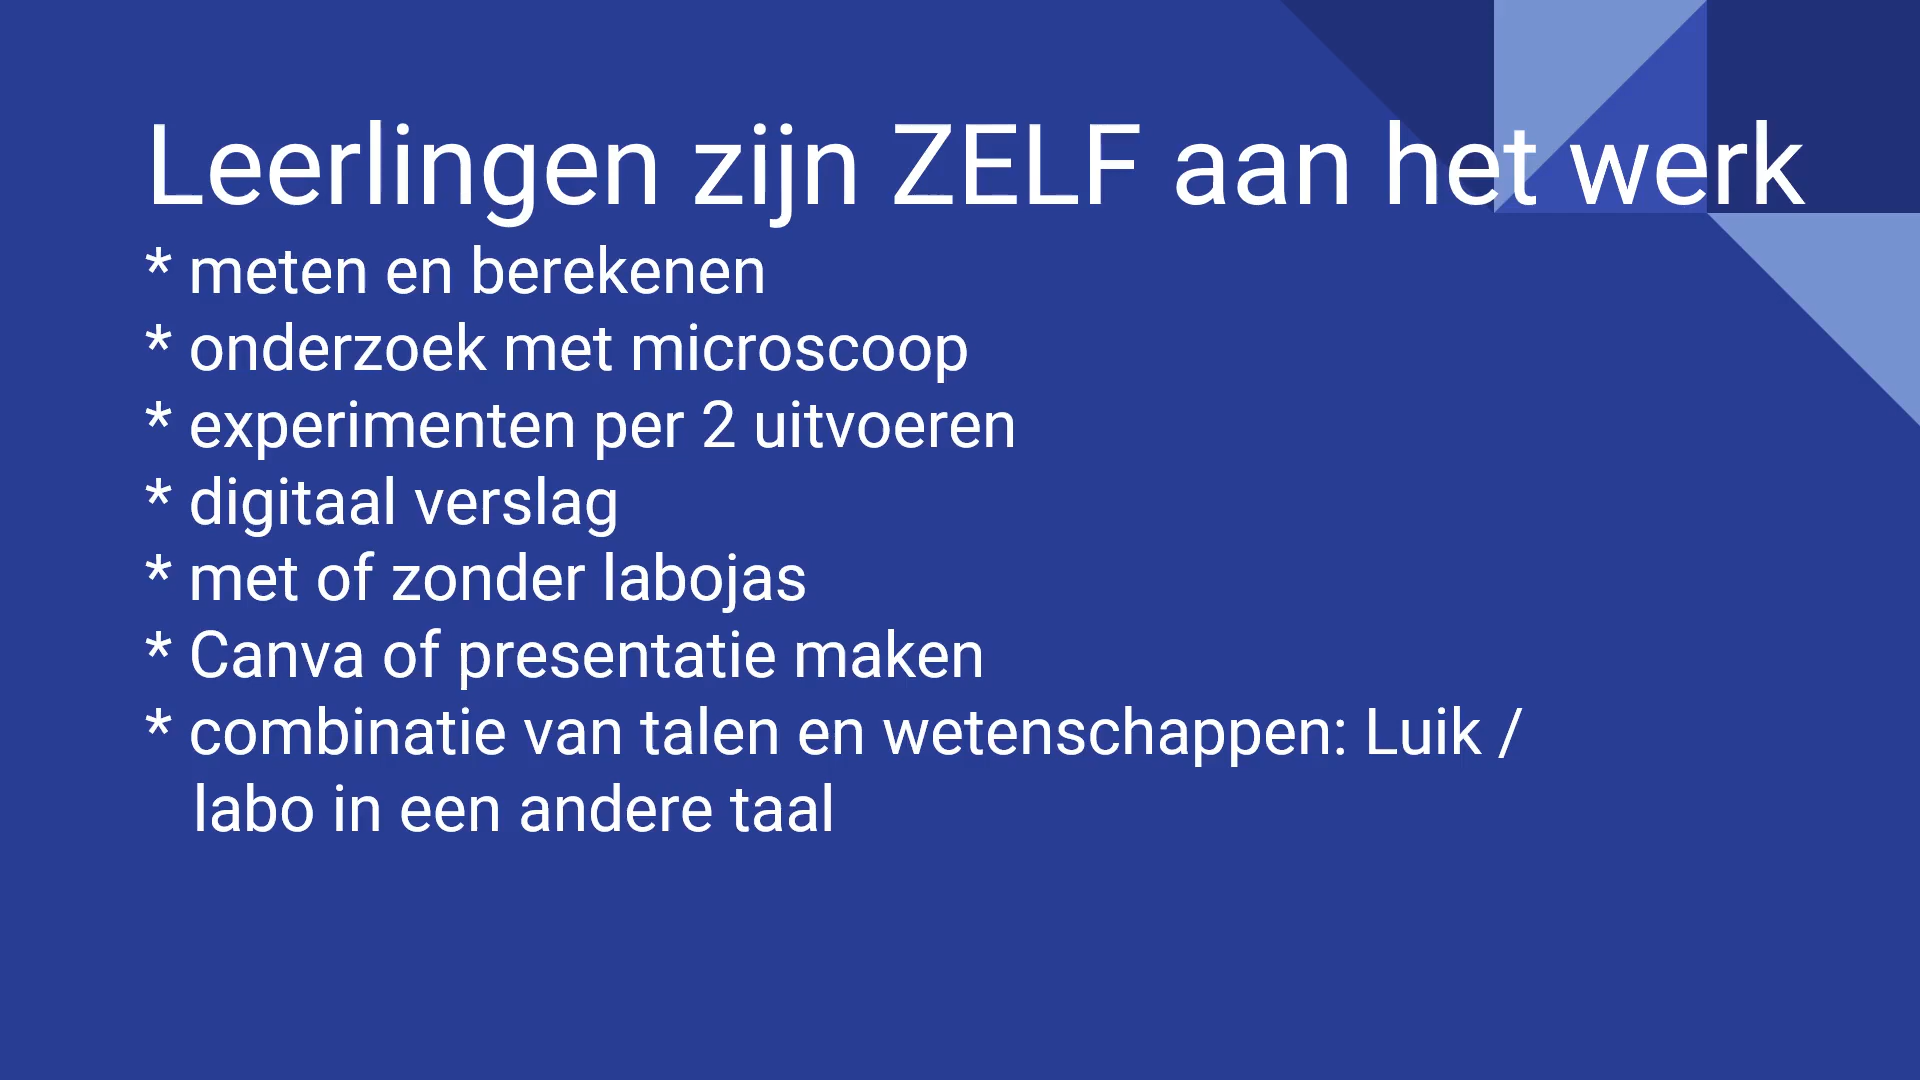 Leerlingen zijn ZELF aan het werk
* meten en berekenen
* onderzoek met microscoop
* experimenten per 2 uitvoeren
* digitaal verslag
* met of zonder labojas
* Canva of presentatie maken
* combinatie van talen en wetenschappen: Luik /
labo in een andere taal